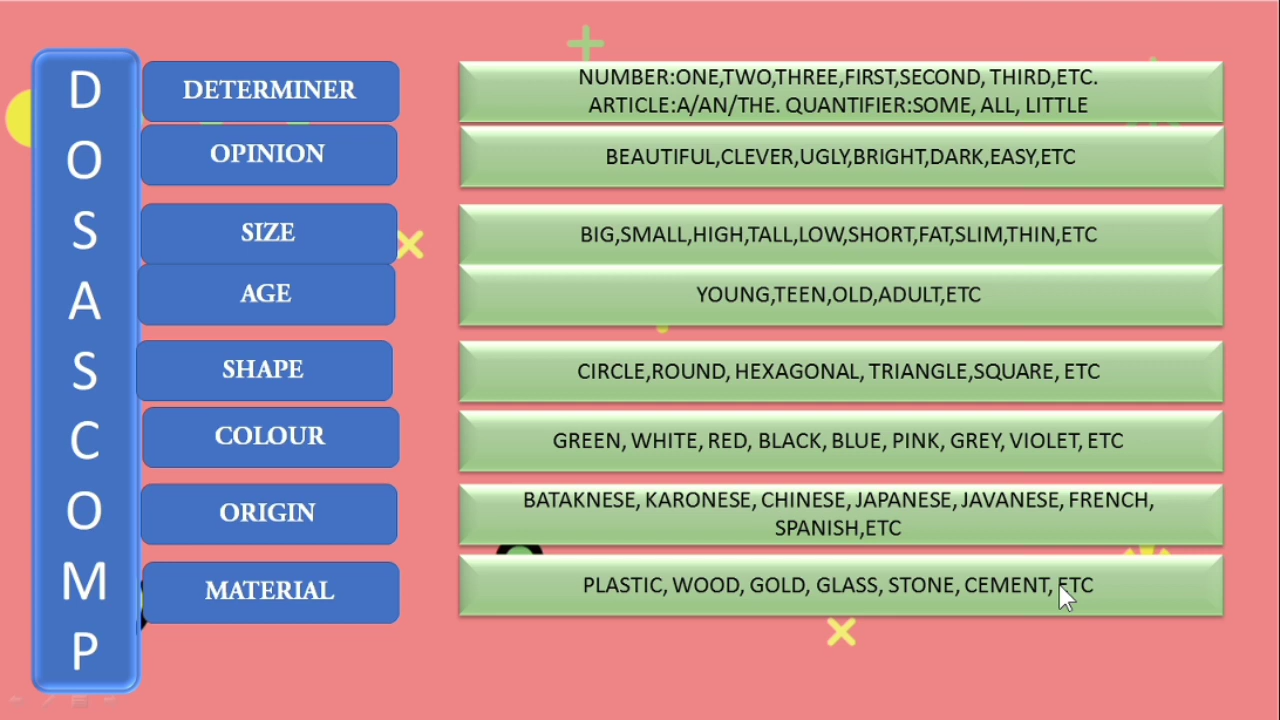 D
O
S
A
S
C
O
M
P
DETERMINER
NUMBER:ONE,TWO,THREE,FIRST,SECOND, THIRD,ETC.
ARTICLE:A/AN/THE. QUANTIFIER:SOME, ALL, LITTLE
OPINION
BEAUTIFUL,CLEVER,UGLY,BRIGHT,DARK,EASY,ETC
SIZE
BIG,SMALL,HIGH,TALL,LOW,SHORT,FAT,SLIM,THIN,ETC
AGE
YOUNG,TEEN,OLD,ADULT,ETC
SHAPE
CIRCLE,ROUND, HEXAGONAL, TRIANGLE,SQUARE, ETC
COLOUR
GREEN, WHITE, RED, BLACK, BLUE, PINK, GREY, VIOLET, ETC
ORIGIN
BATAKNESE, KARONESE, CHINESE, JAPANESE, JAVANESE, FRENCH,
SPANISH,ETC
MATERIAL
PLASTIC, WOOD, GOLD, GLASS, STONE, CEMENT, ETC